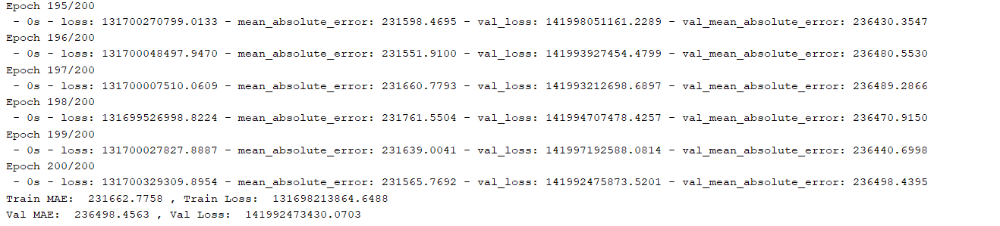 Epoch 195/200
 - 0s - loss: 131700270799.0133 - mean_absolute_error: 231598.4695 - val_loss: 141998051161.2289 - val_mean_absolute_error: 236430.3547
Epoch 196/200
 - 0s - loss: 131700048497.9470 - mean_absolute_error: 231551.9100 - val_loss: 141993927454.4799 - val_mean_absolute_error: 236480.5530
Epoch 197/200
 - 0s - loss: 131700007510.0609 - mean_absolute_error: 231660.7793 - val_loss: 141993212698.6897 - val_mean_absolute_error: 236489.2866
Epoch 198/200
 - 0s - loss: 131699526998.8224 - mean_absolute_error: 231761.5504 - val_loss: 141994707478.4257 - val_mean_absolute_error: 236470.9150
Epoch 199/200
 - 0s - loss: 131700027827.8887 - mean_absolute_error: 231639.0041 - val_loss: 141997192588.0814 - val_mean_absolute_error: 236440.6998
Epoch 200/200
 - 0s - loss: 131700329309.8954 - mean_absolute_error: 231565.7692 - val_loss: 141992475873.5201 - val_mean_absolute_error: 236498.4395
Train MAE:  231662.7758 , Train Loss:  131698213864.6488
Val MAE:  236498.4563 , Val Loss:  141992473430.0703